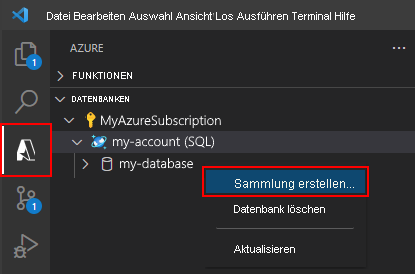 Datei Bearbeiten Auswahl Ansicht'Los Ausführen Terminal Hilfe
AZURE
FUNKTIONEN
DATENBANKEN
MyAzureSubscription
my-account (SQL)
my-database
Sammlung erstellen...
Datenbank löschen
Aktualisieren
1
1